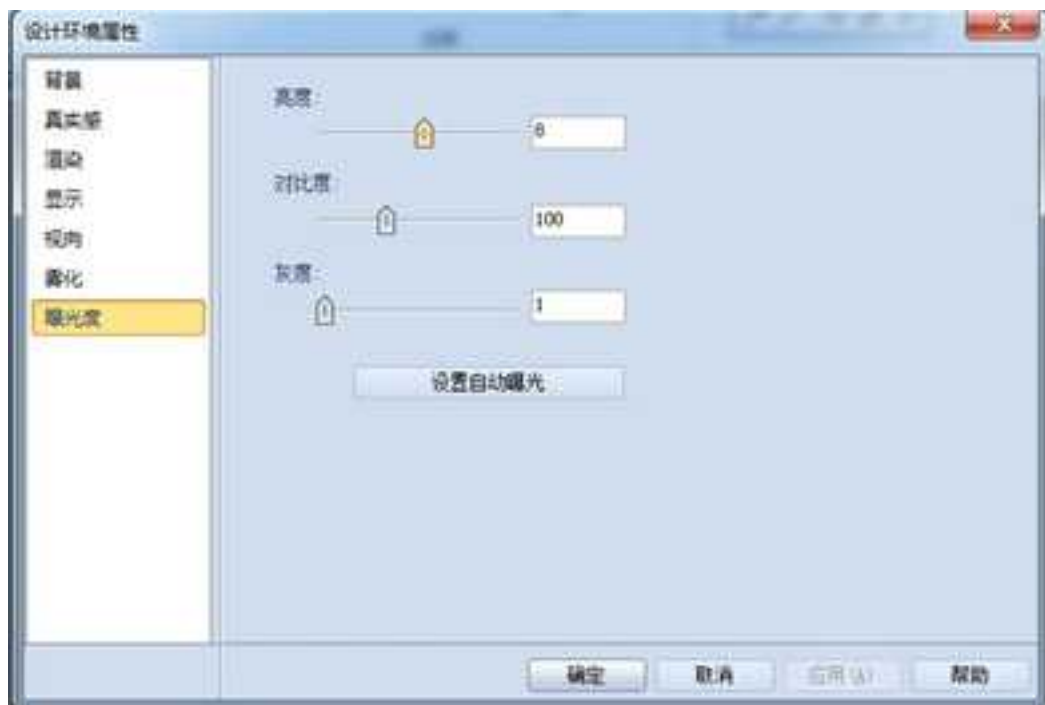 设计环境属性
背景
真实感
渲染
显示
视向
雾化
曝光度
亮度:
对比度:
100
灰度:
1
设置自动曝光
确定
取消
应用(A)
帮助